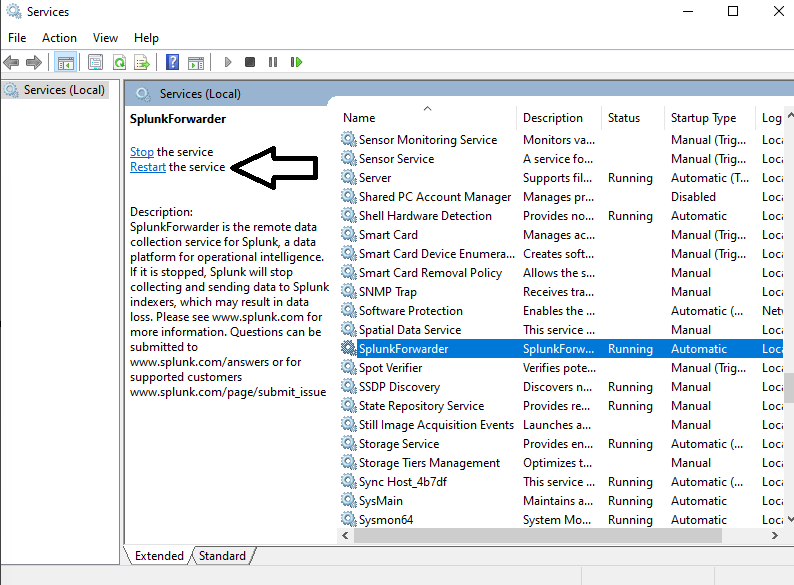 Services
File Action View Help
Services (Local)
Services (Local)
SplunkForwarder
Stop the service
Restart the service
Description:
SplunkForwarder is the remote data
collection service for Splunk, a data
platform for operational intelligence.
If it is stopped, Splunk will stop
collecting and sending data to Splunk
indexers, which may result in data
loss. Please see www.splunk.com for
more information. Questions can be
submitted to
www.splunk.com/answers or for
supported customers
www.splunk.com/page/submit_issue
Name Description Status Startup Type Log
Sensor Monitoring Service Monitors va... Manual (Trig... Loca
Sensor Service A service fo... Manual (Trig... Loca
Server Supports fil... Running Automatic (T... Loca
Shared PC Account Manager Manages pr... Disabled Loca
Shell Hardware Detection Provides no... Running Automatic Loca
Smart Card Manages ac... Manual (Trig... Loca
Smart Card Device Enumera... Creates soft... Manual (Trig... Loca
Smart Card Removal Policy Allows the s... Manual Loca
SNMP Trap Receives tra... Manual Loca
Software Protection Enables the ... Automatic (... Netv
Spatial Data Service This service ... Manual Loca
SplunkForwarder SplunkForw... Running Automatic Loca
Spot Verifier Verifies pote... Manual (Trig... Loca
SSDP Discovery Discovers n... Running Manual Loca
State Repository Service Provides re... Running Manual Loca
Still Image Acquisition Events Launches a... Manual Loca
Storage Service Provides en... Running Automatic (... Loca
Storage Tiers Management Optimizes t... Manual Loca
Sync Host_4b7df This service ... Running Automatic (... Loca
SysMain Maintains a... Running Automatic Loca
Sysmon64 System Mo... Running Automatic Loca
Extended Standard